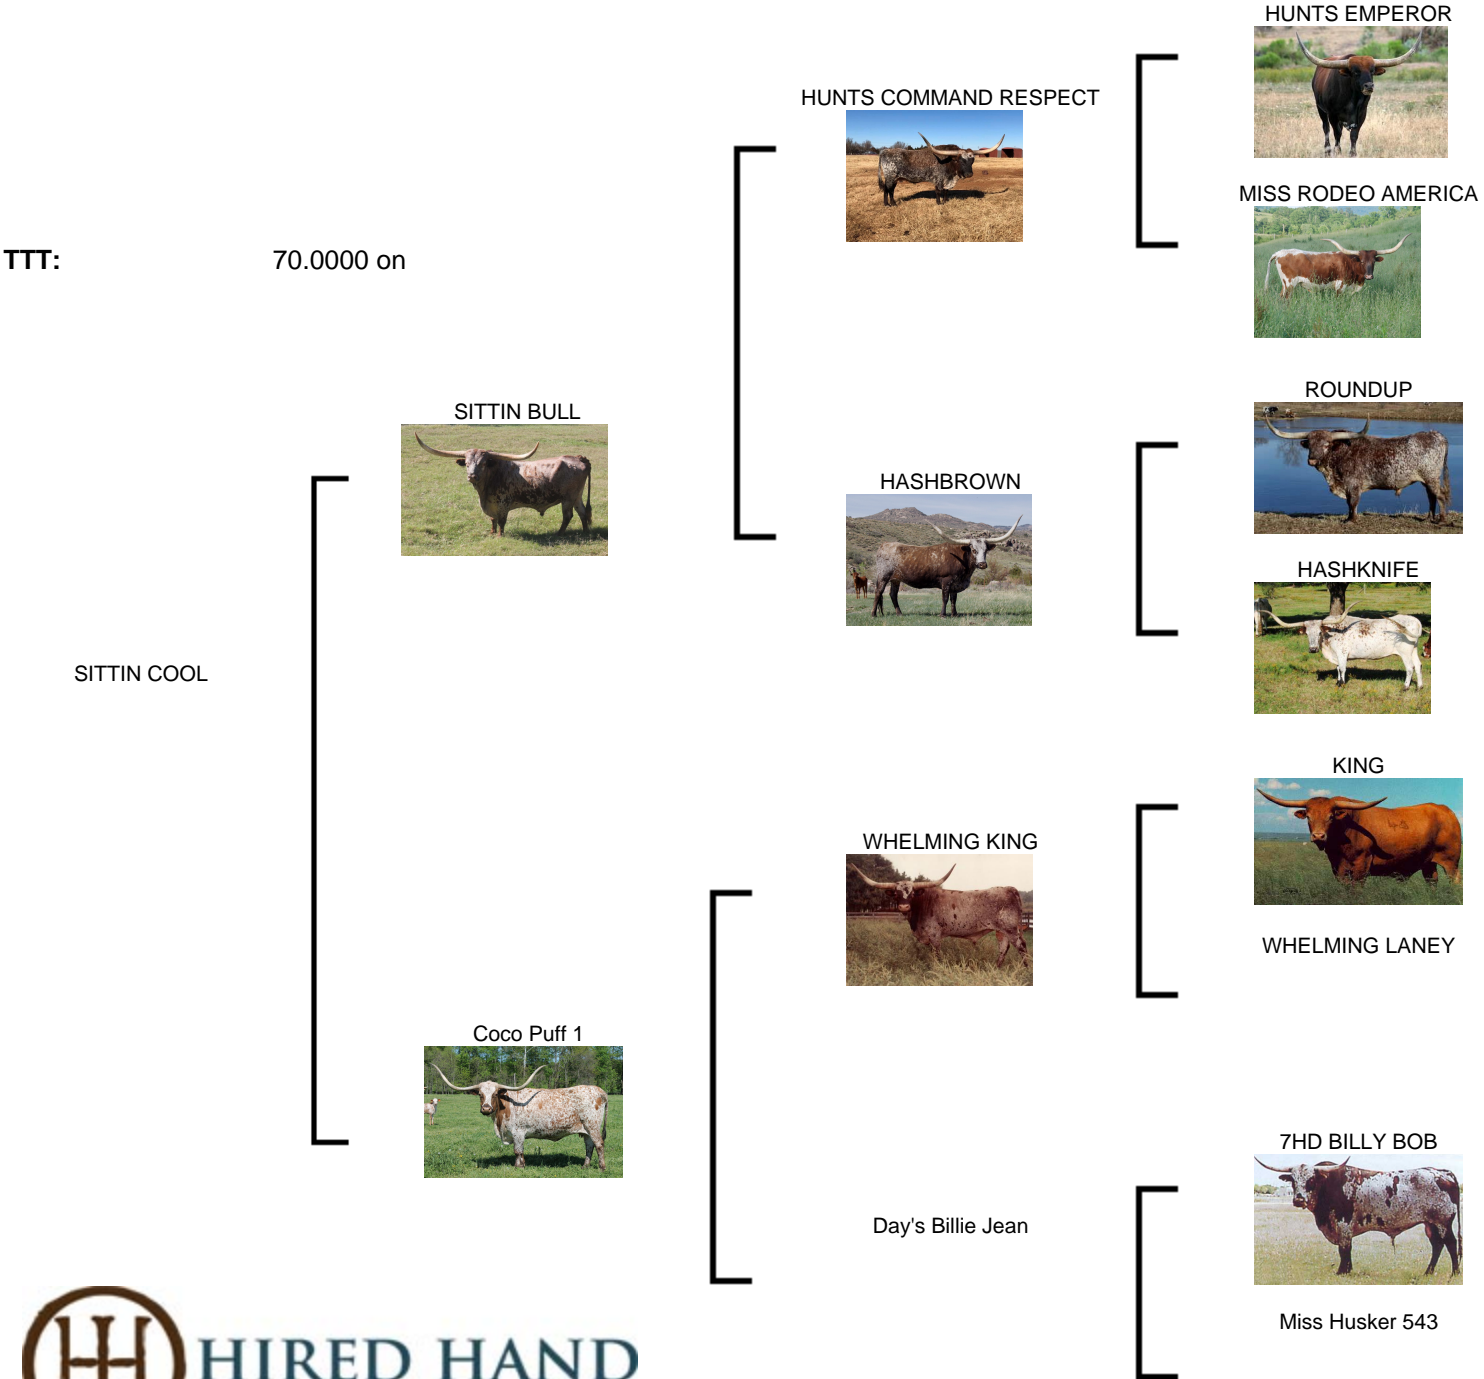 HUNTS EMPEROR
HUNTS COMMAND RESPECT
MISS RODEO AMERICA
TTT: 70.0000 on
ROUNDUP
SITTIN BULL
HASHBROWN
HASHKNIFE
SITTIN COOL
KING
WHELMING KING
WHELMING LANEY
Coco Puff 1
7HD BILLY BOB
Day's Billie Jean
Miss Husker 543
HIRED HAND